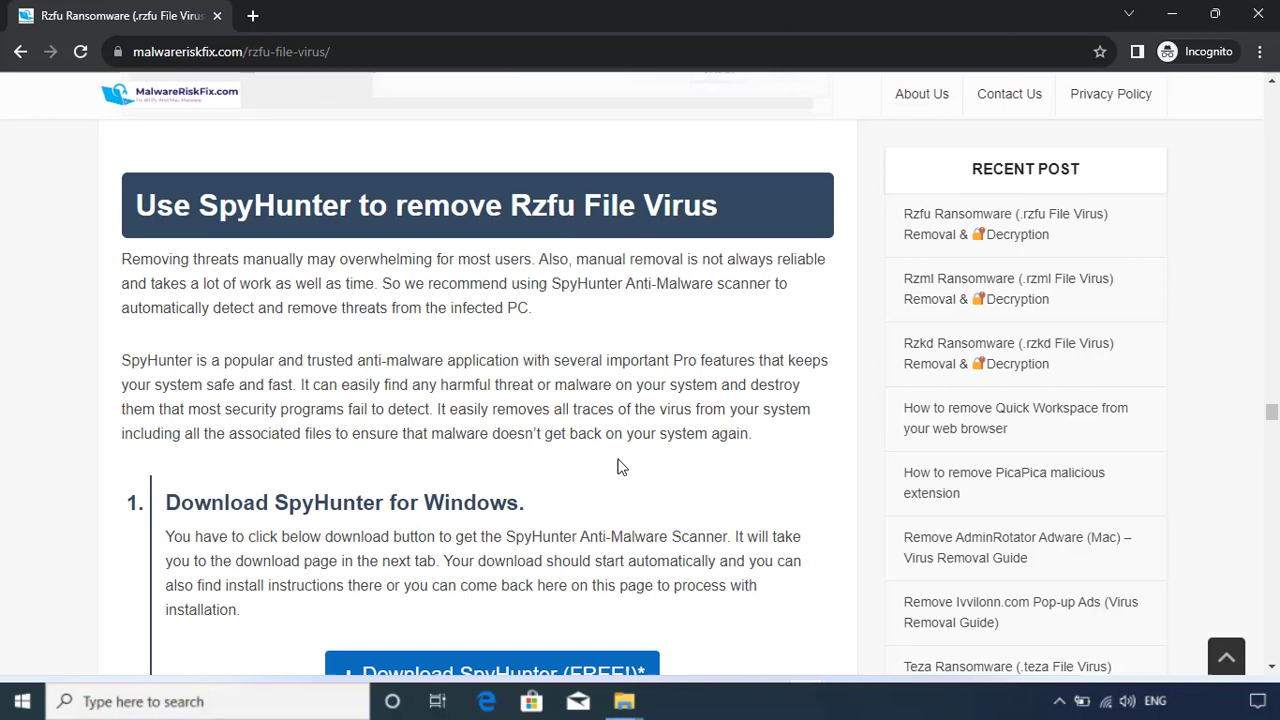 Rzfu Ransomware (.rzfu File Virus
malwareriskfix.com/rzfu-file-virus/
Incognito
MalwareRiskFix.com
About Us
Contact Us
Privacy Policy
Use SpyHunter to remove Rzfu File Virus
Removing threats manually may overwhelming for most users. Also, manual removal is not always reliable
and takes a lot of work as well as time. So we recommend using SpyHunter Anti-Malware scanner to
automatically detect and remove threats from the infected PC.
SpyHunter is a popular and trusted anti-malware application with several important Pro features that keeps
your system safe and fast. It can easily find any harmful threat or malware on your system and destroy
them that most security programs fail to detect. It easily removes all traces of the virus from your system
including all the associated files to ensure that malware doesn’t get back on your system again.
1. Download SpyHunter for Windows.
You have to click below download button to get the SpyHunter Anti-Malware Scanner. It will take
you to the download page in the next tab. Your download should start automatically and you can
also find install instructions there or you can come back here on this page to process with
installation.
Download SpyHunter (FREE!)*
RECENT POST
Rzfu Ransomware (.rzfu File Virus)
Removal & 🔐Decryption
Rzml Ransomware (.rzml File Virus)
Removal & 🔐Decryption
Rzkd Ransomware (.rzkd File Virus)
Removal & 🔐Decryption
How to remove Quick Workspace from
your web browser
How to remove PicaPica malicious
extension
Remove AdminRotator Adware (Mac) –
Virus Removal Guide
Remove Ivvilonn.com Pop-up Ads (Virus
Removal Guide)
Teza Ransomware (.teza File Virus)
Type here to search
ENG